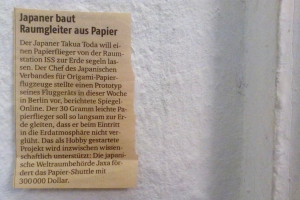 Japaner baut
Raumgleiter aus Papier
Der Japaner Takua Toda will ei-
nen Papierflieger von der Raum-
station ISS zur Erde segeln las-
sen. Der Chef des Japanischen
Verbandes für Origami-Papier-
flugzeuge stellte einen Prototyp
seines Fluggeräts in dieser Woche
in Berlin vor, berichtete Spiegel-
Online. Der 30 Gramm leichte Pa-
pierflieger soll so langsam zur Er-
de gleiten, dass er beim Eintritt
in die Erdatmosphäre nicht ver-
glüht. Das als Hobby gestartete
Projekt wird inzwischen wissen-
schaftlich unterstützt: Die japani-
sche Weltraumbehörde Jaxa för-
dert das Papier-Shuttle mit
300 000 Dollar.